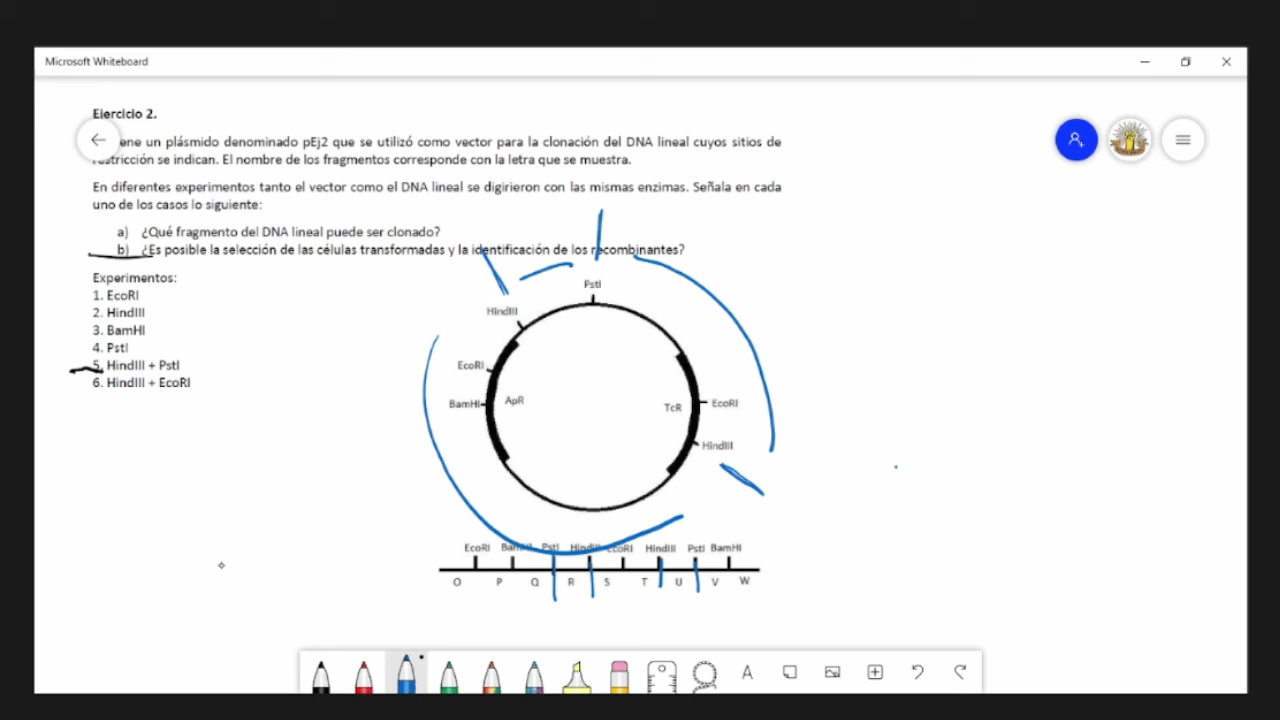 Microsoft Whiteboard
Ejercicio 2.
ene un plásmido denominado pEj2 que se utilizó como vector para la clonación del DNA lineal cuyos sitios de
restricción se indican. El nombre de los fragmentos corresponde con la letra que se muestra.
En diferentes experimentos tanto el vector como el DNA lineal se digirieron con las mismas enzimas. Señala en cada
uno de los casos lo siguiente:
a) ¿Qué fragmento del DNA lineal puede ser clonado?
b) ¿Es posible la selección de las células transformadas y la identificación de los recombinantes?
Experimentos:
1. EcoRI
2. HindIII
3. BamHI
4. PstI
5. HindIII + PstI
6. HindIII + EcoRI
PstI
HindIII
EcoRI
BamHI
ApR
TcR
EcoRI
HindIII
EcoRI BamHI PstI HindIII EcoRI HindIII PstI BamHI
O P Q R S T U V W
A